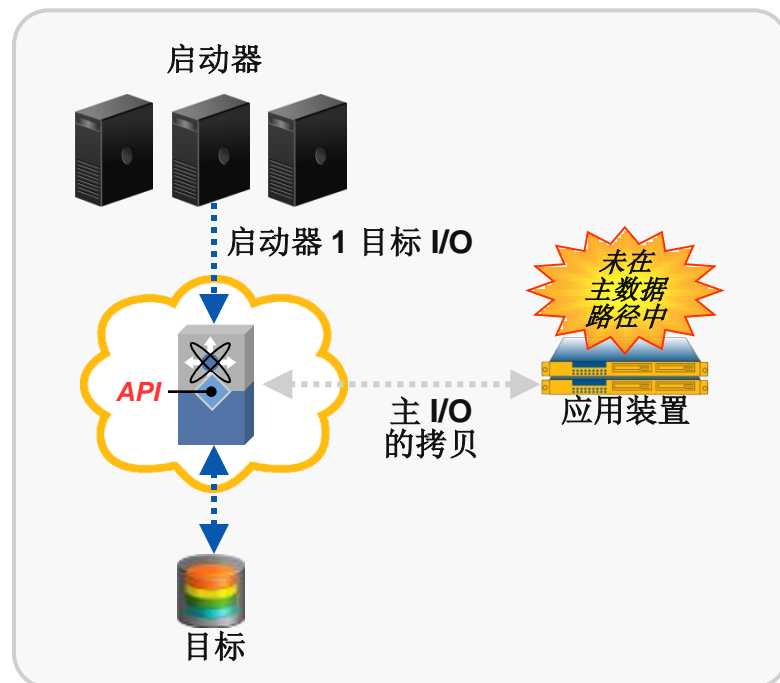 启动器
启动器 1 目标 I/O
未在
主数据
路径中
API
主 I/O
的拷贝
应用装置
目标